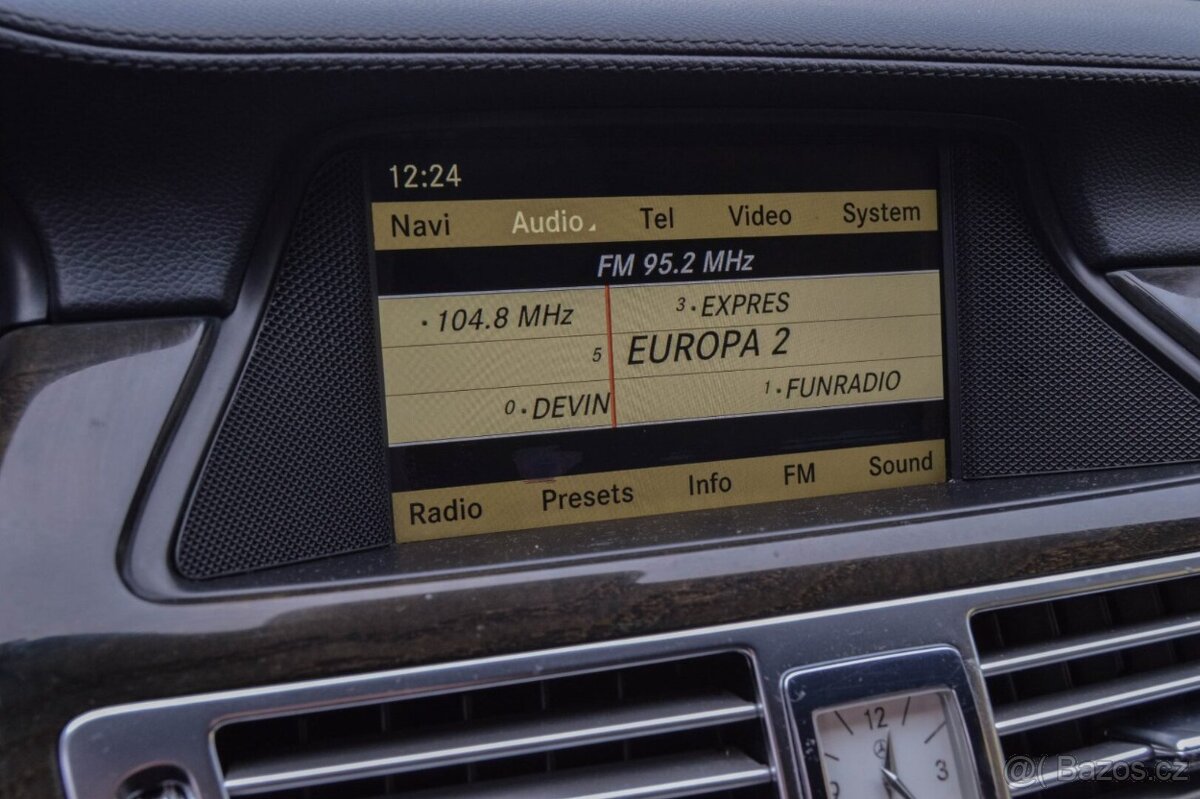 12:24
Navi Audio Tel Video System
FM 95.2 MHz
104.8 MHz 3 EXPRES
5 EUROPA 2
0 DEVIN 1 FUNRADIO
Radio Presets Info FM Sound
12
3
@( Bazos.cz